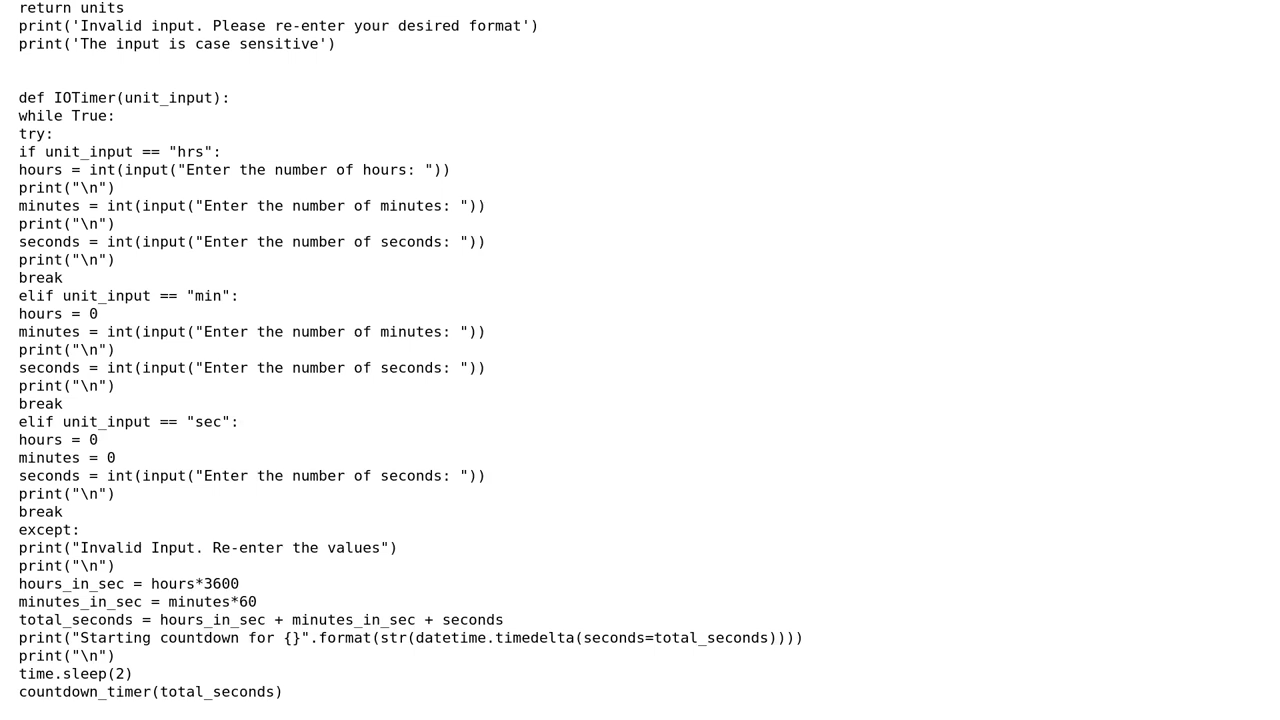 return units
print('Invalid input. Please re-enter your desired format')
print('The input is case sensitive')
def IOTimer(unit_input):
while True:
try:
if unit_input == "hrs":
hours = int(input("Enter the number of hours: "))
print("\n")
minutes = int(input("Enter the number of minutes: "))
print("\n")
seconds = int(input("Enter the number of seconds: "))
print("\n")
break
elif unit_input == "min":
hours = 0
minutes = int(input("Enter the number of minutes: "))
print("\n")
seconds = int(input("Enter the number of seconds: "))
print("\n")
break
elif unit_input == "sec":
hours = 0
minutes = 0
seconds = int(input("Enter the number of seconds: "))
print("\n")
break
except:
print("Invalid Input. Re-enter the values")
print("\n")
hours_in_sec = hours*3600
minutes_in_sec = minutes*60
total_seconds = hours_in_sec + minutes_in_sec + seconds
print("Starting countdown for {}".format(str(datetime.timedelta(seconds=total_seconds))))
print("\n")
time.sleep(2)
countdown_timer(total_seconds)